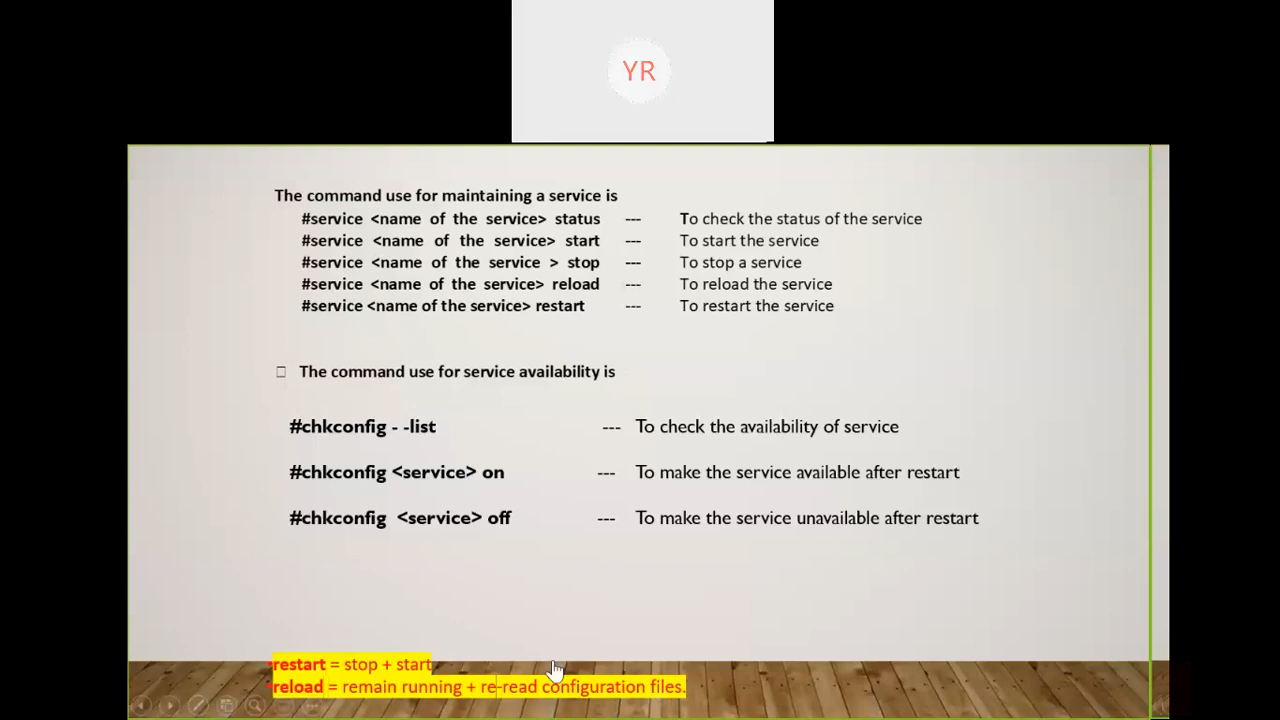 YR
The command use for maintaining a service is
#service <name of the service> status --- To check the status of the service
#service <name of the service> start --- To start the service
#service <name of the service > stop --- To stop a service
#service <name of the service> reload --- To reload the service
#service <name of the service> restart --- To restart the service
The command use for service availability is
#chkconfig - -list --- To check the availability of service
#chkconfig <service> on --- To make the service available after restart
#chkconfig <service> off --- To make the service unavailable after restart
•restart = stop + start
•reload = remain running + re-read configuration files.